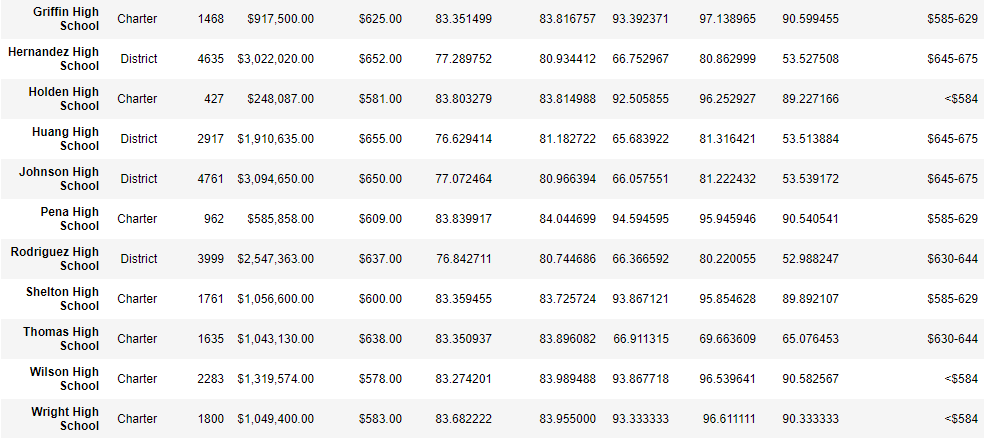 Griffin High
School Charter 1468 $917,500.00 $625.00 83.351499 83.816757 93.392371 97.138965 90.599455 $585-629
Hernandez High
School District 4635 $3,022,020.00 $652.00 77.289752 80.934412 66.752967 80.862999 53.527508 $645-675
Holden High
School Charter 427 $248,087.00 $581.00 83.803279 83.814988 92.505855 96.252927 89.227166 <$584
Huang High
School District 2917 $1,910,635.00 $655.00 76.629414 81.182722 65.683922 81.316421 53.513884 $645-675
Johnson High
School District 4761 $3,094,650.00 $650.00 77.072464 80.966394 66.057551 81.222432 53.539172 $645-675
Pena High
School Charter 962 $585,858.00 $609.00 83.839917 84.044699 94.594595 95.945946 90.540541 $585-629
Rodriguez High
School District 3999 $2,547,363.00 $637.00 76.842711 80.744686 66.366592 80.220055 52.988247 $630-644
Shelton High
School Charter 1761 $1,056,600.00 $600.00 83.359455 83.725724 93.867121 95.854628 89.892107 $585-629
Thomas High
School Charter 1635 $1,043,130.00 $638.00 83.350937 83.896082 66.911315 69.663609 65.076453 $630-644
Wilson High
School Charter 2283 $1,319,574.00 $578.00 83.274201 83.989488 93.867718 96.539641 90.582567 <$584
Wright High
School Charter 1800 $1,049,400.00 $583.00 83.682222 83.955000 93.333333 96.611111 90.333333 <$584